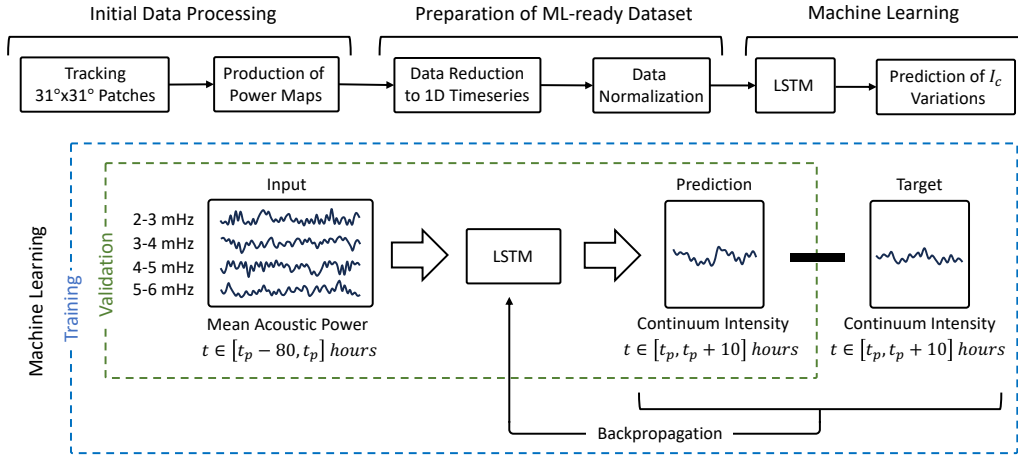 Initial Data Processing
Preparation of ML-ready Dataset
Machine Learning
Tracking
31°x31° Patches
Production of
Power Maps
Data Reduction
to 1D Timeseries
Data
Normalization
LSTM
Prediction of I_c
Variations
Machine Learning
Training
Validation
Input
2-3 mHz
3-4 mHz
4-5 mHz
5-6 mHz
Mean Acoustic Power
t ∈ [t_p − 80, t_p] hours
LSTM
Prediction
Continuum Intensity
t ∈ [t_p, t_p + 10] hours
Target
Continuum Intensity
t ∈ [t_p, t_p + 10] hours
Backpropagation